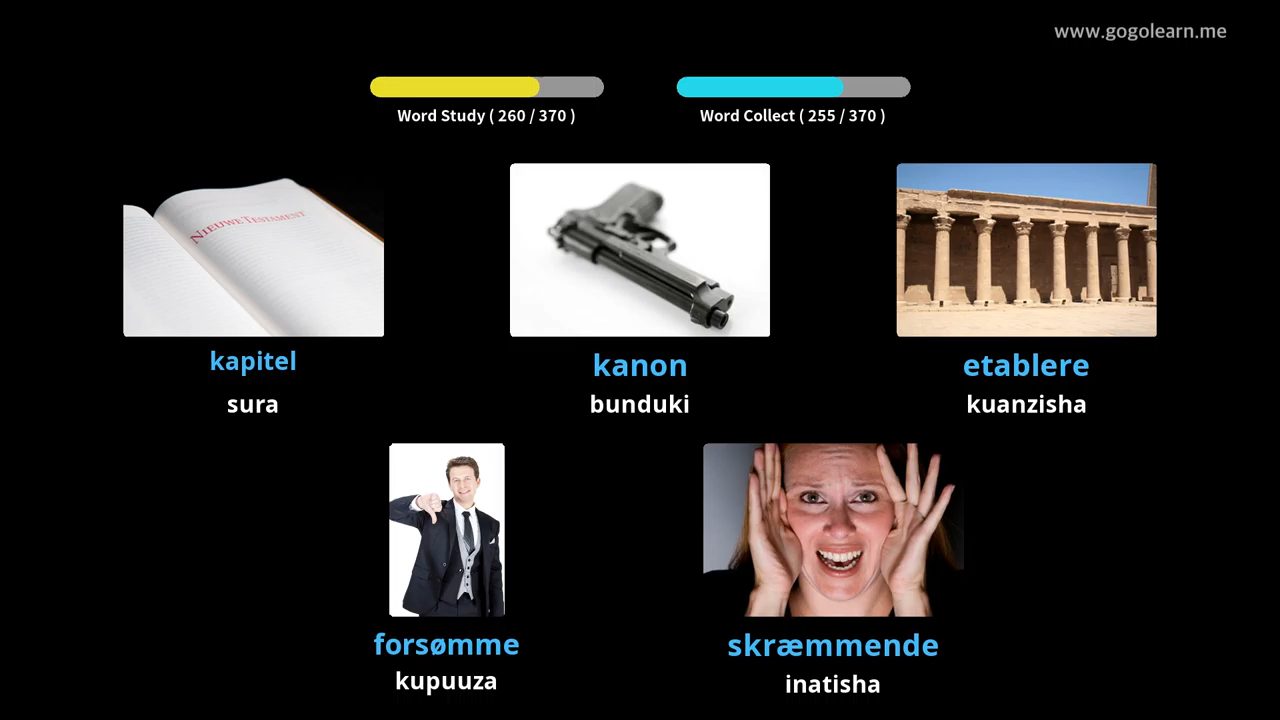 www.gogolearn.me
Word Study ( 260 / 370 )
Word Collect ( 255 / 370 )
NIEUWE TESTAMENT
kapitel
kanon
etablere
sura
bunduki
kuanzisha
forsømme
skræmmende
kupuuza
inatisha